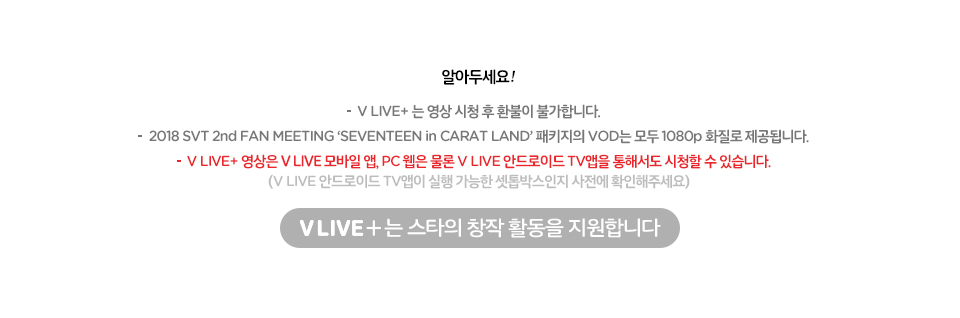 알아두세요!
- V LIVE+ 는 영상 시청 후 환불이 불가합니다.
- 2018 SVT 2nd FAN MEETING ‘SEVENTEEN in CARAT LAND’ 패키지의 VOD는 모두 1080p 화질로 제공됩니다.
- V LIVE+ 영상은 V LIVE 모바일 앱, PC 웹은 물론 V LIVE 안드로이드 TV앱을 통해서도 시청할 수 있습니다.
(V LIVE 안드로이드 TV앱이 실행 가능한 셋톱박스인지 사전에 확인해주세요)
V LIVE+는 스타의 창작 활동을 지원합니다